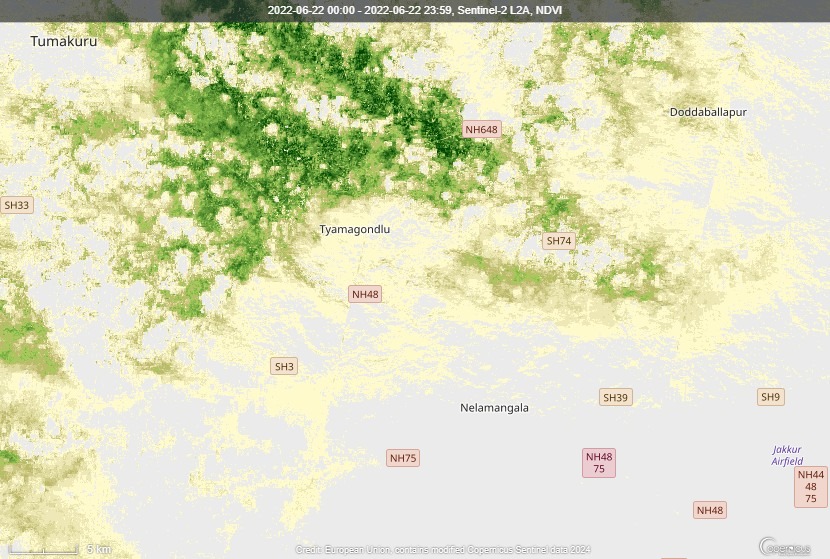 2022-06-22 00:00 - 2022-06-22 23:59, Sentinel-2 L2A, NDVI
Tumakuru
Doddaballapur
NH648
SH33
Tyamagondlu
SH74
NH48
SH3
SH39
SH9
Nelamangala
NH75
NH48
75
Jakkur
Airfield
NH44
48
75
NH48
5 km
Credit: European Union, contains modified Copernicus Sentinel data 2024
opernicus